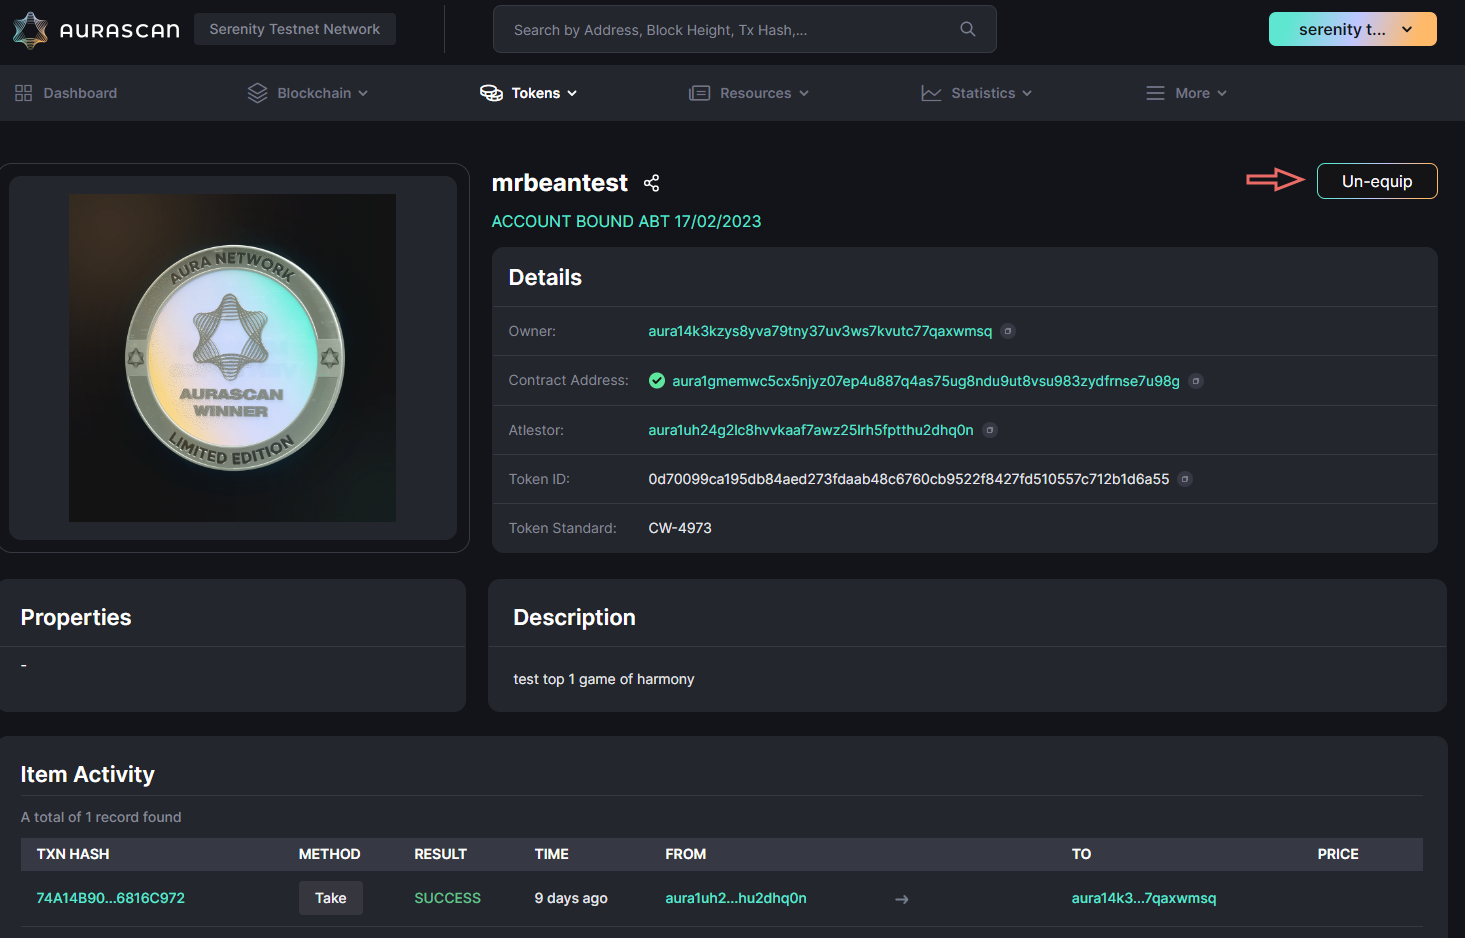 AURASCAN
Serenity Testnet Network
Search by Address, Block Height, Tx Hash,...
serenity t...
Dashboard
Blockchain
Tokens
Resources
Statistics
More
AURA NETWORK
AURASCAN
WINNER
LIMITED EDITION
mrbeantest
Un-equip
ACCOUNT BOUND ABT 17/02/2023
Details
Owner: aura14k3kzys8yva79tny37uv3ws7kvutc77qaxwmsq
Contract Address: aura1gmemwc5cx5njyz07ep4u887q4as75ug8ndu9ut8vsu983zydfrnse7u98g
Atlestor: aura1uh24g2lc8hvvkaaf7awz25lrh5fptthu2dhq0n
Token ID: 0d70099ca195db84aed273fdaab48c6760cb9522f8427fd510557c712b1d6a55
Token Standard: CW-4973
Properties
-
Description
test top 1 game of harmony
Item Activity
A total of 1 record found
TXN HASH METHOD RESULT TIME FROM TO PRICE
74A14B90...6816C972 Take SUCCESS 9 days ago aura1uh2...hu2dhq0n → aura14k3...7qaxwmsq